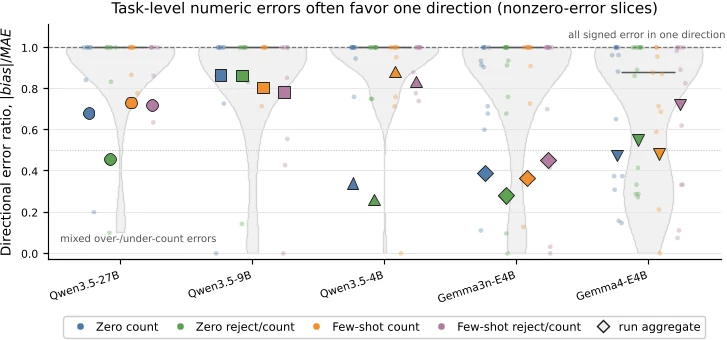 Task-level numeric errors often favor one direction (nonzero-error slices)
all signed error in one direction
Directional error ratio, |bias|/MAE
1.0
0.8
0.6
0.4
0.2
0.0
mixed over-/under-count errors
Qwen3.5-27B
Qwen3.5-9B
Qwen3.5-4B
Gemma3n-E4B
Gemma4-E4B
Zero count
Zero reject/count
Few-shot count
Few-shot reject/count
run aggregate